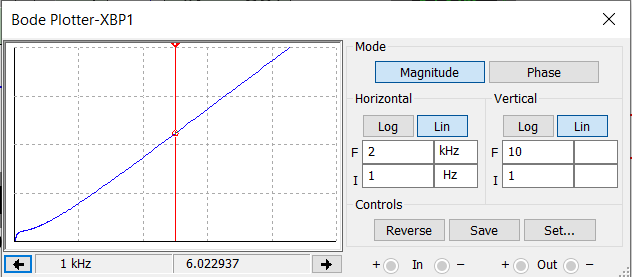 Bode Plotter-XBP1
Mode
Magnitude Phase
Horizontal Vertical
Log Lin Log Lin
F 2 kHz F 10
I 1 Hz I 1
Controls
Reverse Save Set...
1 kHz 6.022937 + In - + Out -